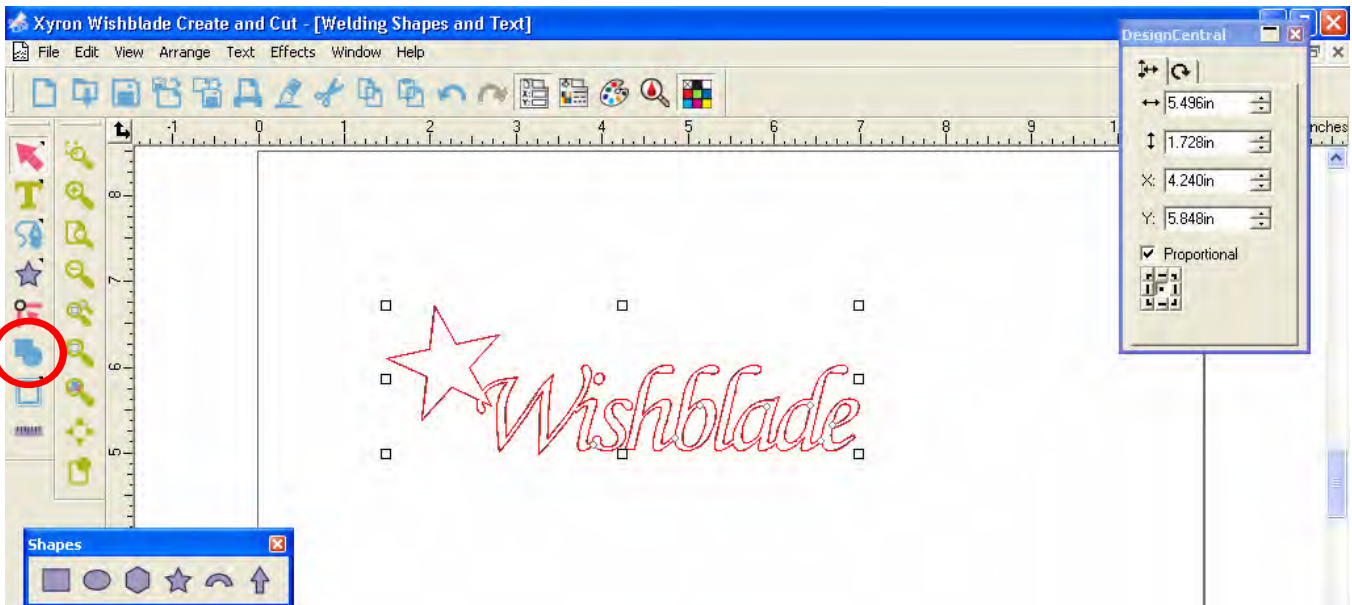 Xyron Wishblade Create and Cut - [Welding Shapes and Text]
File Edit View Arrange Text Effects Window Help
DesignCentral
5.496in
1.728in
X: 4.240in
Y: 5.848in
Proportional
-1 0 1 2 3 4 5 6 7 8 9 1 nches
8
7
6
5
Wishblade
Shapes